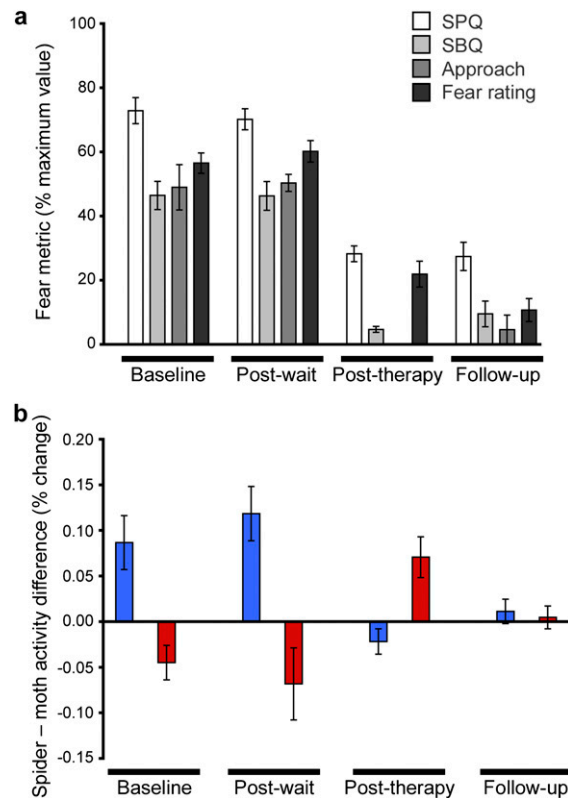 a
SPQ
SBQ
Approach
Fear rating
Fear metric (% maximum value)
100
80
60
40
20
0
Baseline Post-wait Post-therapy Follow-up
b
Spider – moth activity difference (% change)
0.20
0.15
0.10
0.05
0.00
-0.05
-0.10
-0.15
Baseline Post-wait Post-therapy Follow-up